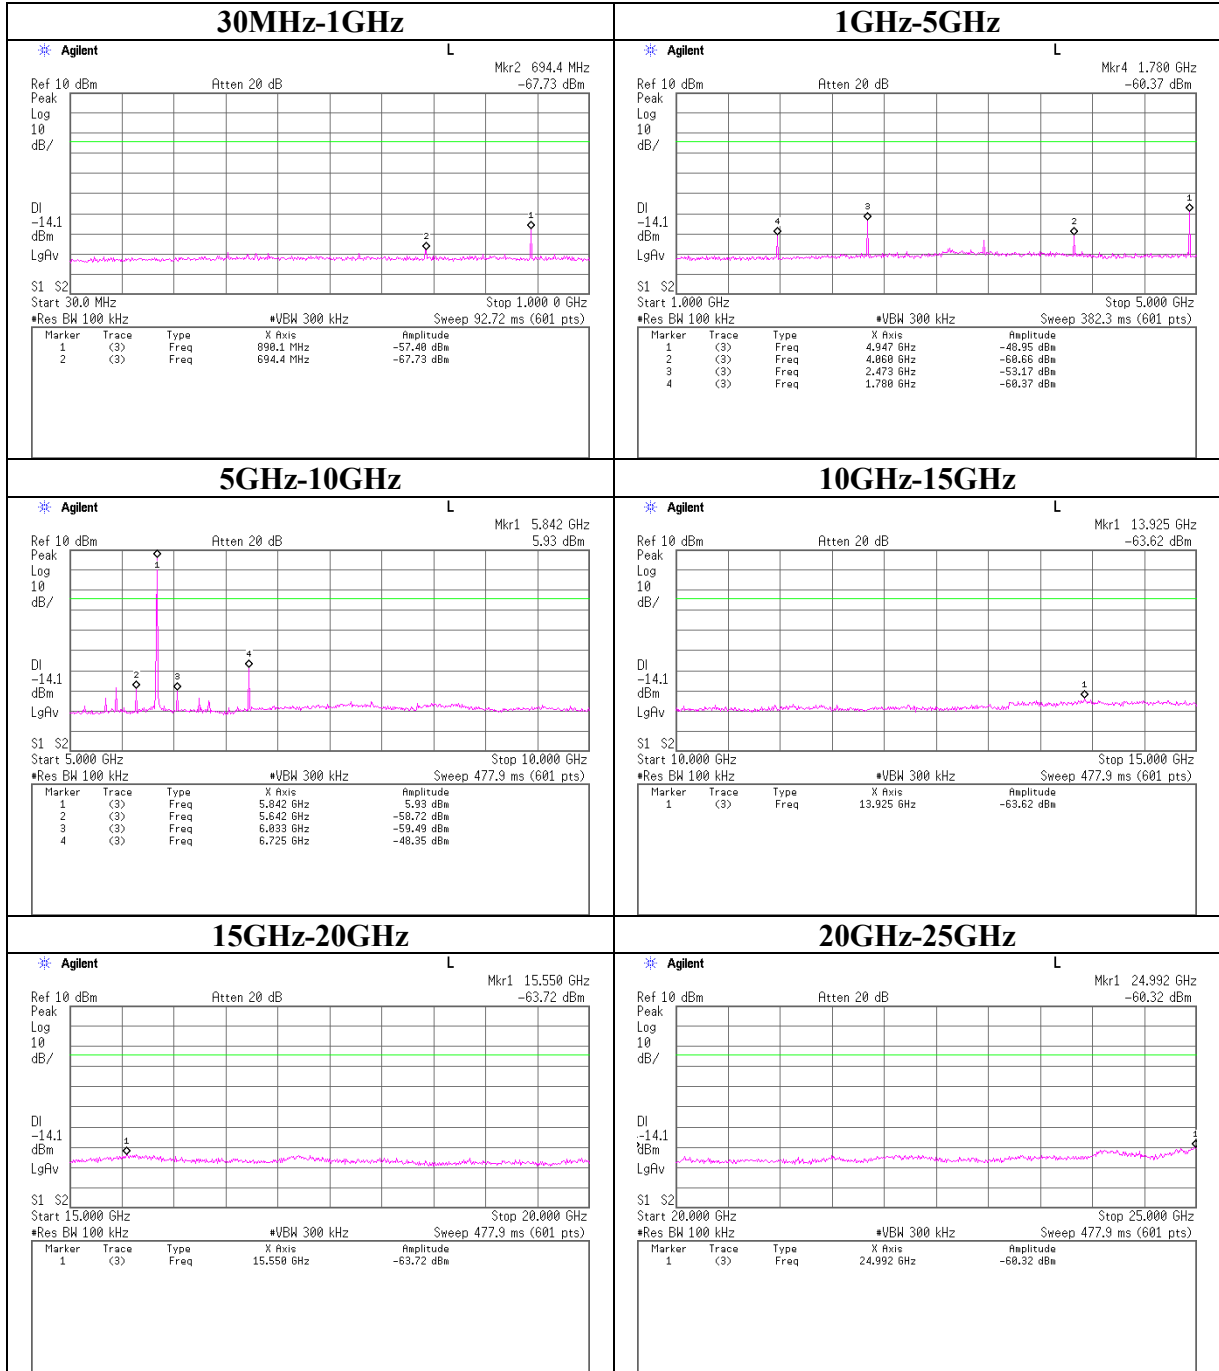 30MHz-1GHz
Agilent L
Mkr2 694.4 MHz
Ref 10 dBm Atten 20 dB -67.73 dBm
Peak
Log
10
dB/
2
1
DI
-14.1
dBm
LgAv
S1 S2
Start 30.0 MHz Stop 1.000 0 GHz
#Res BW 100 kHz #VBW 300 kHz Sweep 92.72 ms (601 pts)
Marker Trace Type X Axis Amplitude
1 (3) Freq 890.1 MHz -57.40 dBm
2 (3) Freq 694.4 MHz -67.73 dBm
1GHz-5GHz
Agilent L
Mkr4 1.780 GHz
Ref 10 dBm Atten 20 dB -60.37 dBm
Peak
Log
10
dB/
4
3
2
1
DI
-14.1
dBm
LgAv
S1 S2
Start 1.000 GHz Stop 5.000 GHz
#Res BW 100 kHz #VBW 300 kHz Sweep 382.3 ms (601 pts)
Marker Trace Type X Axis Amplitude
1 (3) Freq 4.947 GHz -48.95 dBm
2 (3) Freq 4.060 GHz -60.66 dBm
3 (3) Freq 2.473 GHz -53.17 dBm
4 (3) Freq 1.780 GHz -60.37 dBm
5GHz-10GHz
Agilent L
Mkr1 5.842 GHz
Ref 10 dBm Atten 20 dB 5.93 dBm
Peak
Log
10
dB/
1
2
3
4
DI
-14.1
dBm
LgAv
S1 S2
Start 5.000 GHz Stop 10.000 GHz
#Res BW 100 kHz #VBW 300 kHz Sweep 477.9 ms (601 pts)
Marker Trace Type X Axis Amplitude
1 (3) Freq 5.842 GHz 5.93 dBm
2 (3) Freq 5.642 GHz -58.72 dBm
3 (3) Freq 6.033 GHz -59.49 dBm
4 (3) Freq 6.725 GHz -48.35 dBm
10GHz-15GHz
Agilent L
Mkr1 13.925 GHz
Ref 10 dBm Atten 20 dB -63.62 dBm
Peak
Log
10
dB/
1
DI
-14.1
dBm
LgAv
S1 S2
Start 10.000 GHz Stop 15.000 GHz
#Res BW 100 kHz #VBW 300 kHz Sweep 477.9 ms (601 pts)
Marker Trace Type X Axis Amplitude
1 (3) Freq 13.925 GHz -63.62 dBm
15GHz-20GHz
Agilent L
Mkr1 15.550 GHz
Ref 10 dBm Atten 20 dB -63.72 dBm
Peak
Log
10
dB/
1
DI
-14.1
dBm
LgAv
S1 S2
Start 15.000 GHz Stop 20.000 GHz
#Res BW 100 kHz #VBW 300 kHz Sweep 477.9 ms (601 pts)
Marker Trace Type X Axis Amplitude
1 (3) Freq 15.550 GHz -63.72 dBm
20GHz-25GHz
Agilent L
Mkr1 24.992 GHz
Ref 10 dBm Atten 20 dB -60.32 dBm
Peak
Log
10
dB/
1
DI
-14.1
dBm
LgAv
S1 S2
Start 20.000 GHz Stop 25.000 GHz
#Res BW 100 kHz #VBW 300 kHz Sweep 477.9 ms (601 pts)
Marker Trace Type X Axis Amplitude
1 (3) Freq 24.992 GHz -60.32 dBm